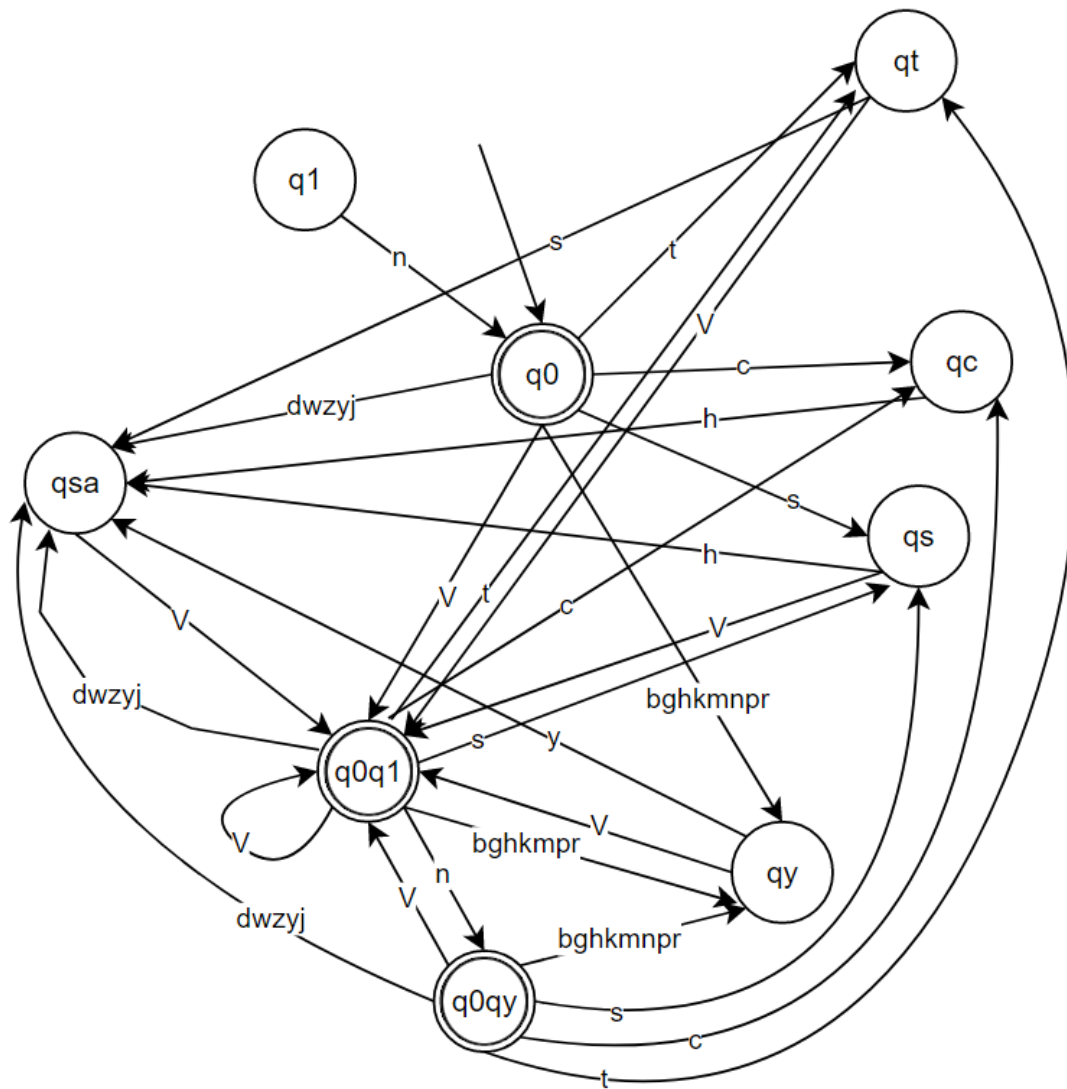 qt
q1
s
n
t
V
q0
c
qc
dwzyj
h
qsa
s
qs
h
V
t
c
V
V
dwzyj
bghkmnpr
s
y
q0q1
V
bghkmpr
V
n
qy
V
dwzyj
bghkmnpr
q0qy
s
c
t